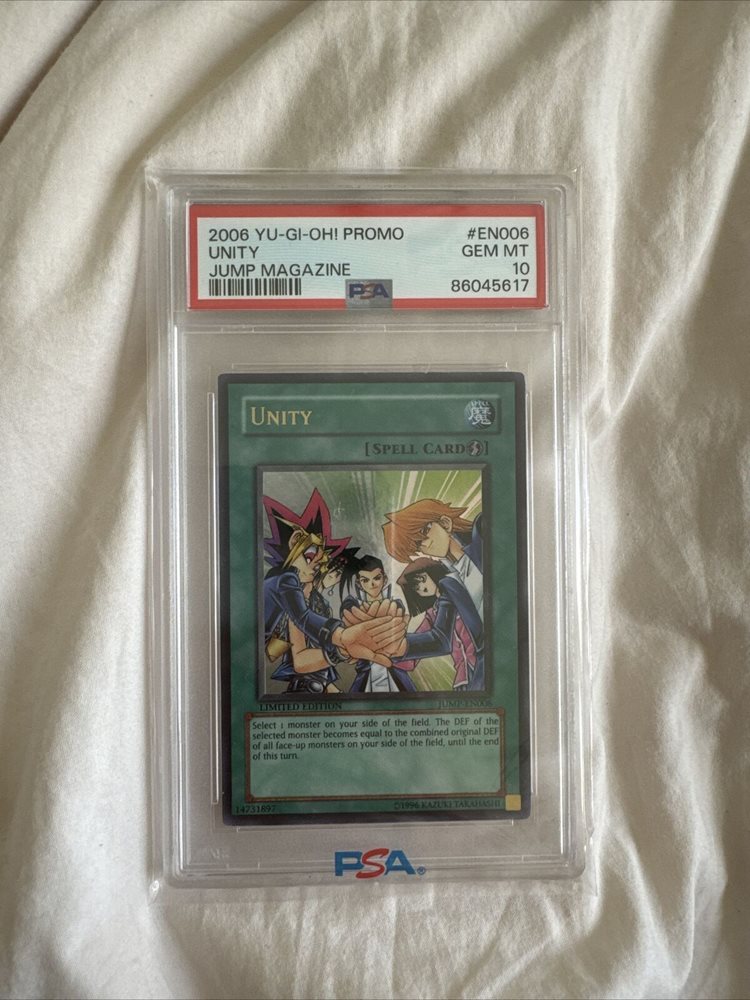 2006 YU-GI-OH! PROMO #EN006
UNITY GEM MT
JUMP MAGAZINE 10
PSA 86045617
UNITY 魔
[SPELL CARD]
LIMITED EDITION JUMP-EN006
Select 1 monster on your side of the field. The DEF of the
selected monster becomes equal to the combined original DEF
of all face-up monsters on your side of the field, until the end
of this turn.
14731897 ©1996 KAZUKI TAKAHASHI
PSA®